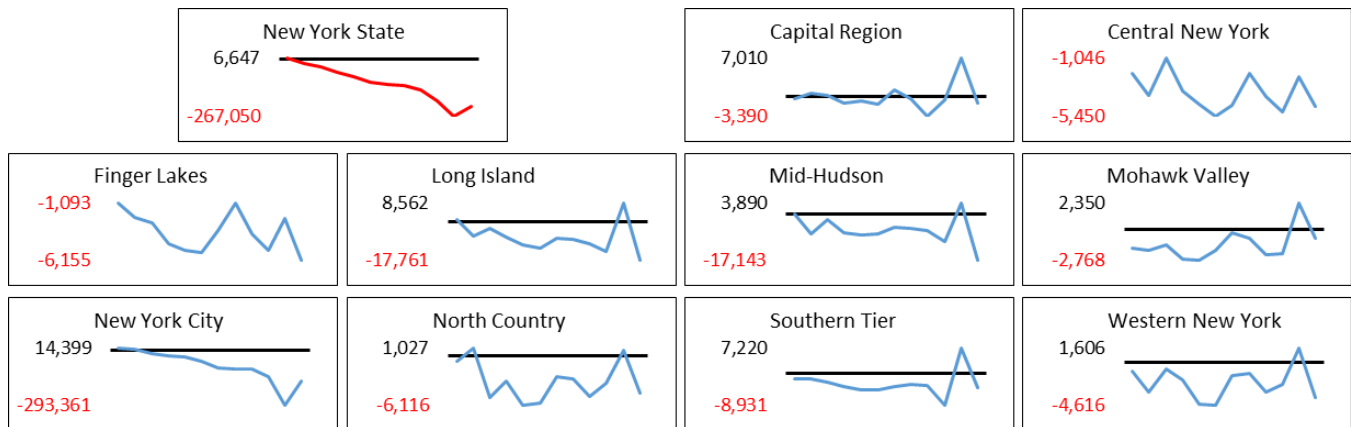 New York State
6,647
-267,050
Capital Region
7,010
-3,390
Central New York
-1,046
-5,450
Finger Lakes
-1,093
-6,155
Long Island
8,562
-17,761
Mid-Hudson
3,890
-17,143
Mohawk Valley
2,350
-2,768
New York City
14,399
-293,361
North Country
1,027
-6,116
Southern Tier
7,220
-8,931
Western New York
1,606
-4,616